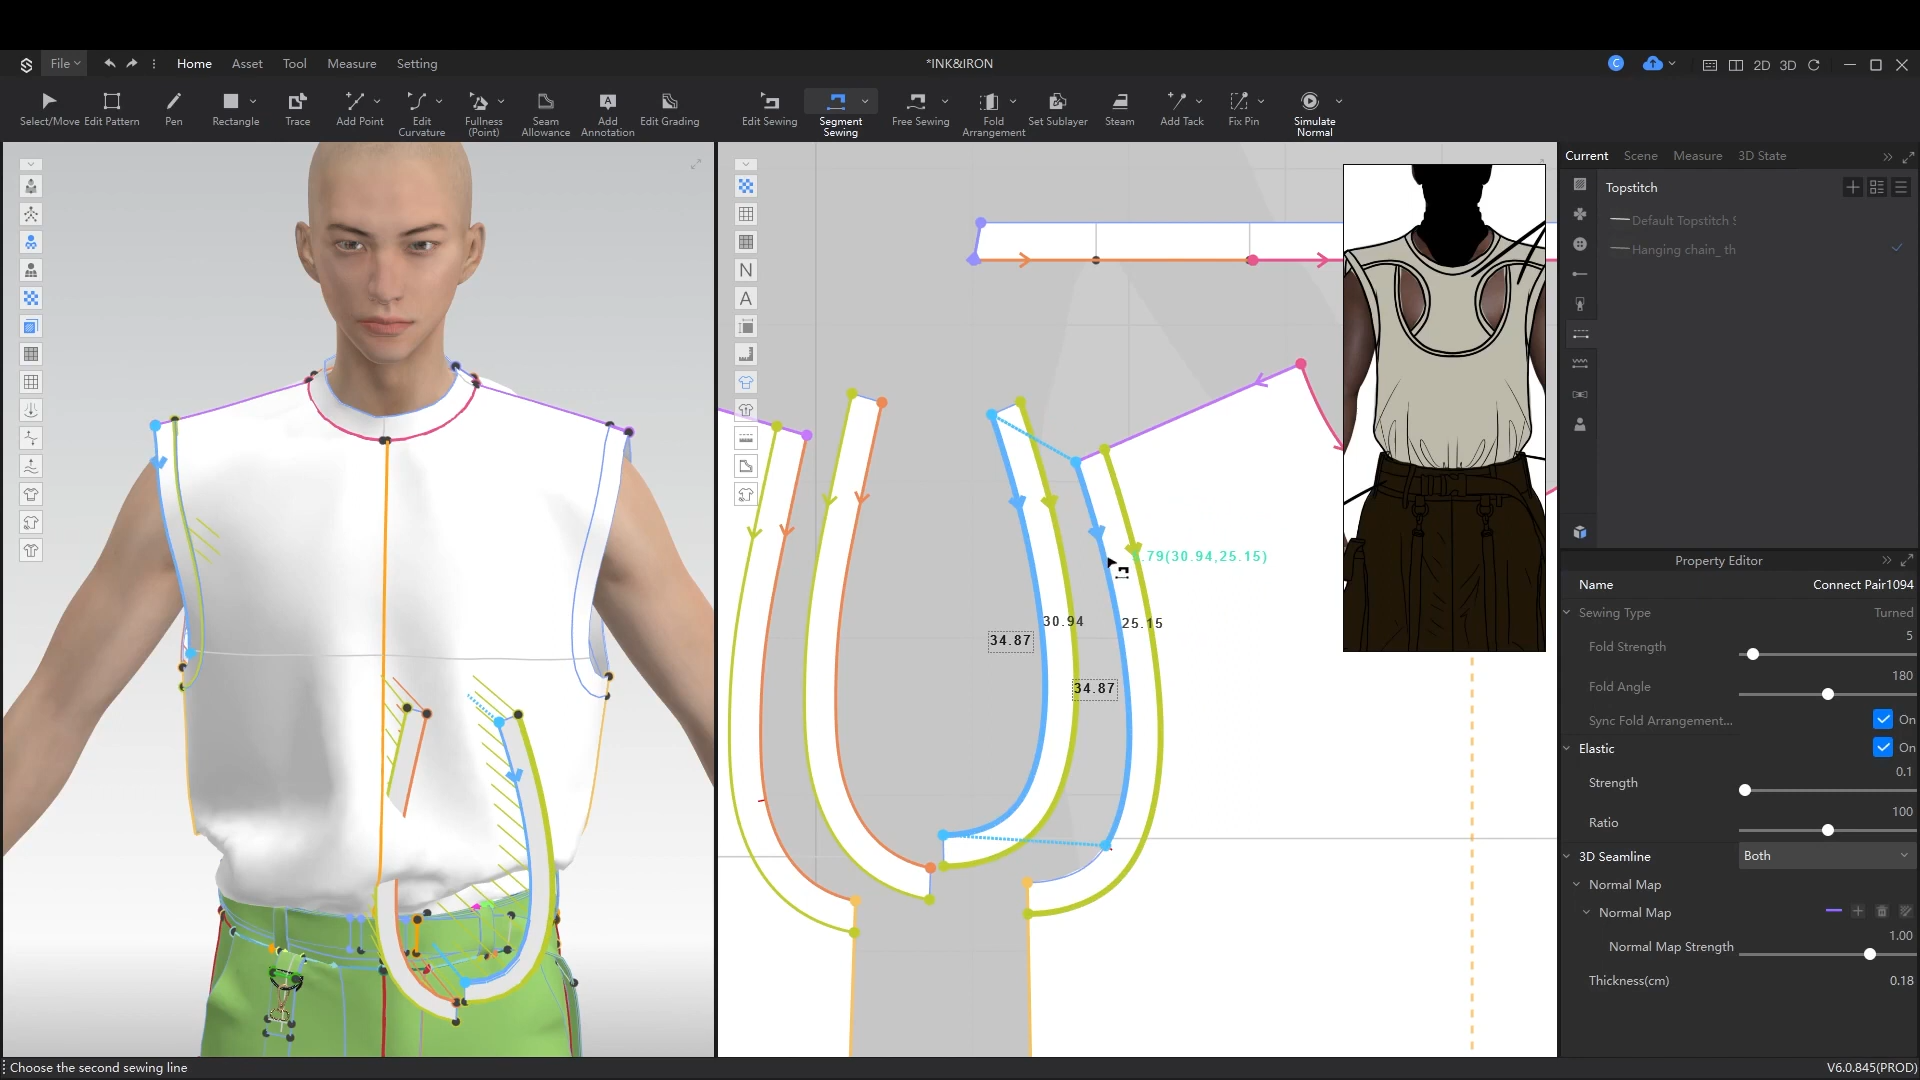 File
Home
Asset
Tool
Measure
Setting
*INK&IRON
C
2D
3D
Select/Move
Edit Pattern
Pen
Rectangle
Trace
Add Point
Edit
Curvature
Fullness
(Point)
Seam
Allowance
Add
Annotation
Edit Grading
Edit Sewing
Segment
Sewing
Free Sewing
Fold
Arrangement
Set Sublayer
Steam
Add Tack
Fix Pin
Simulate
Normal
N
A
.79(30.94,25.15)
30.94
25.15
34.87
34.87
Current
Scene
Measure
3D State
Topstitch
Default Topstitch S
Hanging chain_ th
Property Editor
Name
Connect Pair1094
Sewing Type
Turned
Fold Strength
5
Fold Angle
180
Sync Fold Arrangement...
On
Elastic
On
Strength
0.1
Ratio
100
3D Seamline
Both
Normal Map
Normal Map
Normal Map Strength
1.00
Thickness(cm)
0.18
Choose the second sewing line
V6.0.845(PROD)